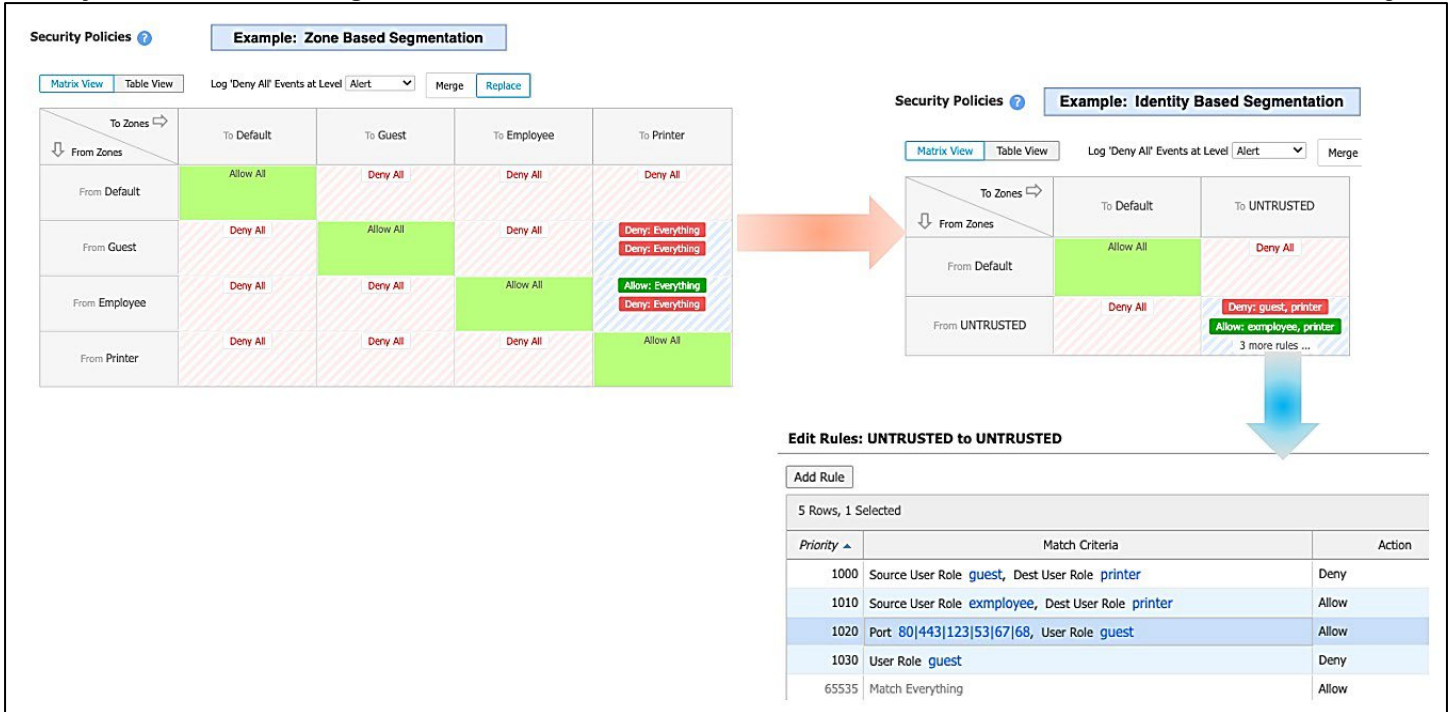 Security Policies ?
Example: Zone Based Segmentation
Matrix View Table View Log 'Deny All' Events at Level Alert Merge Replace
To Zones
From Zones
To Default To Guest To Employee To Printer
From Default Allow All Deny All Deny All Deny All
From Guest Deny All Allow All Deny All Deny: Everything
Deny: Everything
From Employee Deny All Deny All Allow All Allow: Everything
Deny: Everything
From Printer Deny All Deny All Deny All Allow All
Security Policies ?
Example: Identity Based Segmentation
Matrix View Table View Log 'Deny All' Events at Level Alert Merge
To Zones
From Zones
To Default To UNTRUSTED
From Default Allow All Deny All
From UNTRUSTED Deny All Deny: guest, printer
Allow: exmployee, printer
3 more rules ...
Edit Rules: UNTRUSTED to UNTRUSTED
Add Rule
5 Rows, 1 Selected
Priority Match Criteria Action
1000 Source User Role guest, Dest User Role printer Deny
1010 Source User Role exmployee, Dest User Role printer Allow
1020 Port 80|443|123|53|67|68, User Role guest Allow
1030 User Role guest Deny
65535 Match Everything Allow